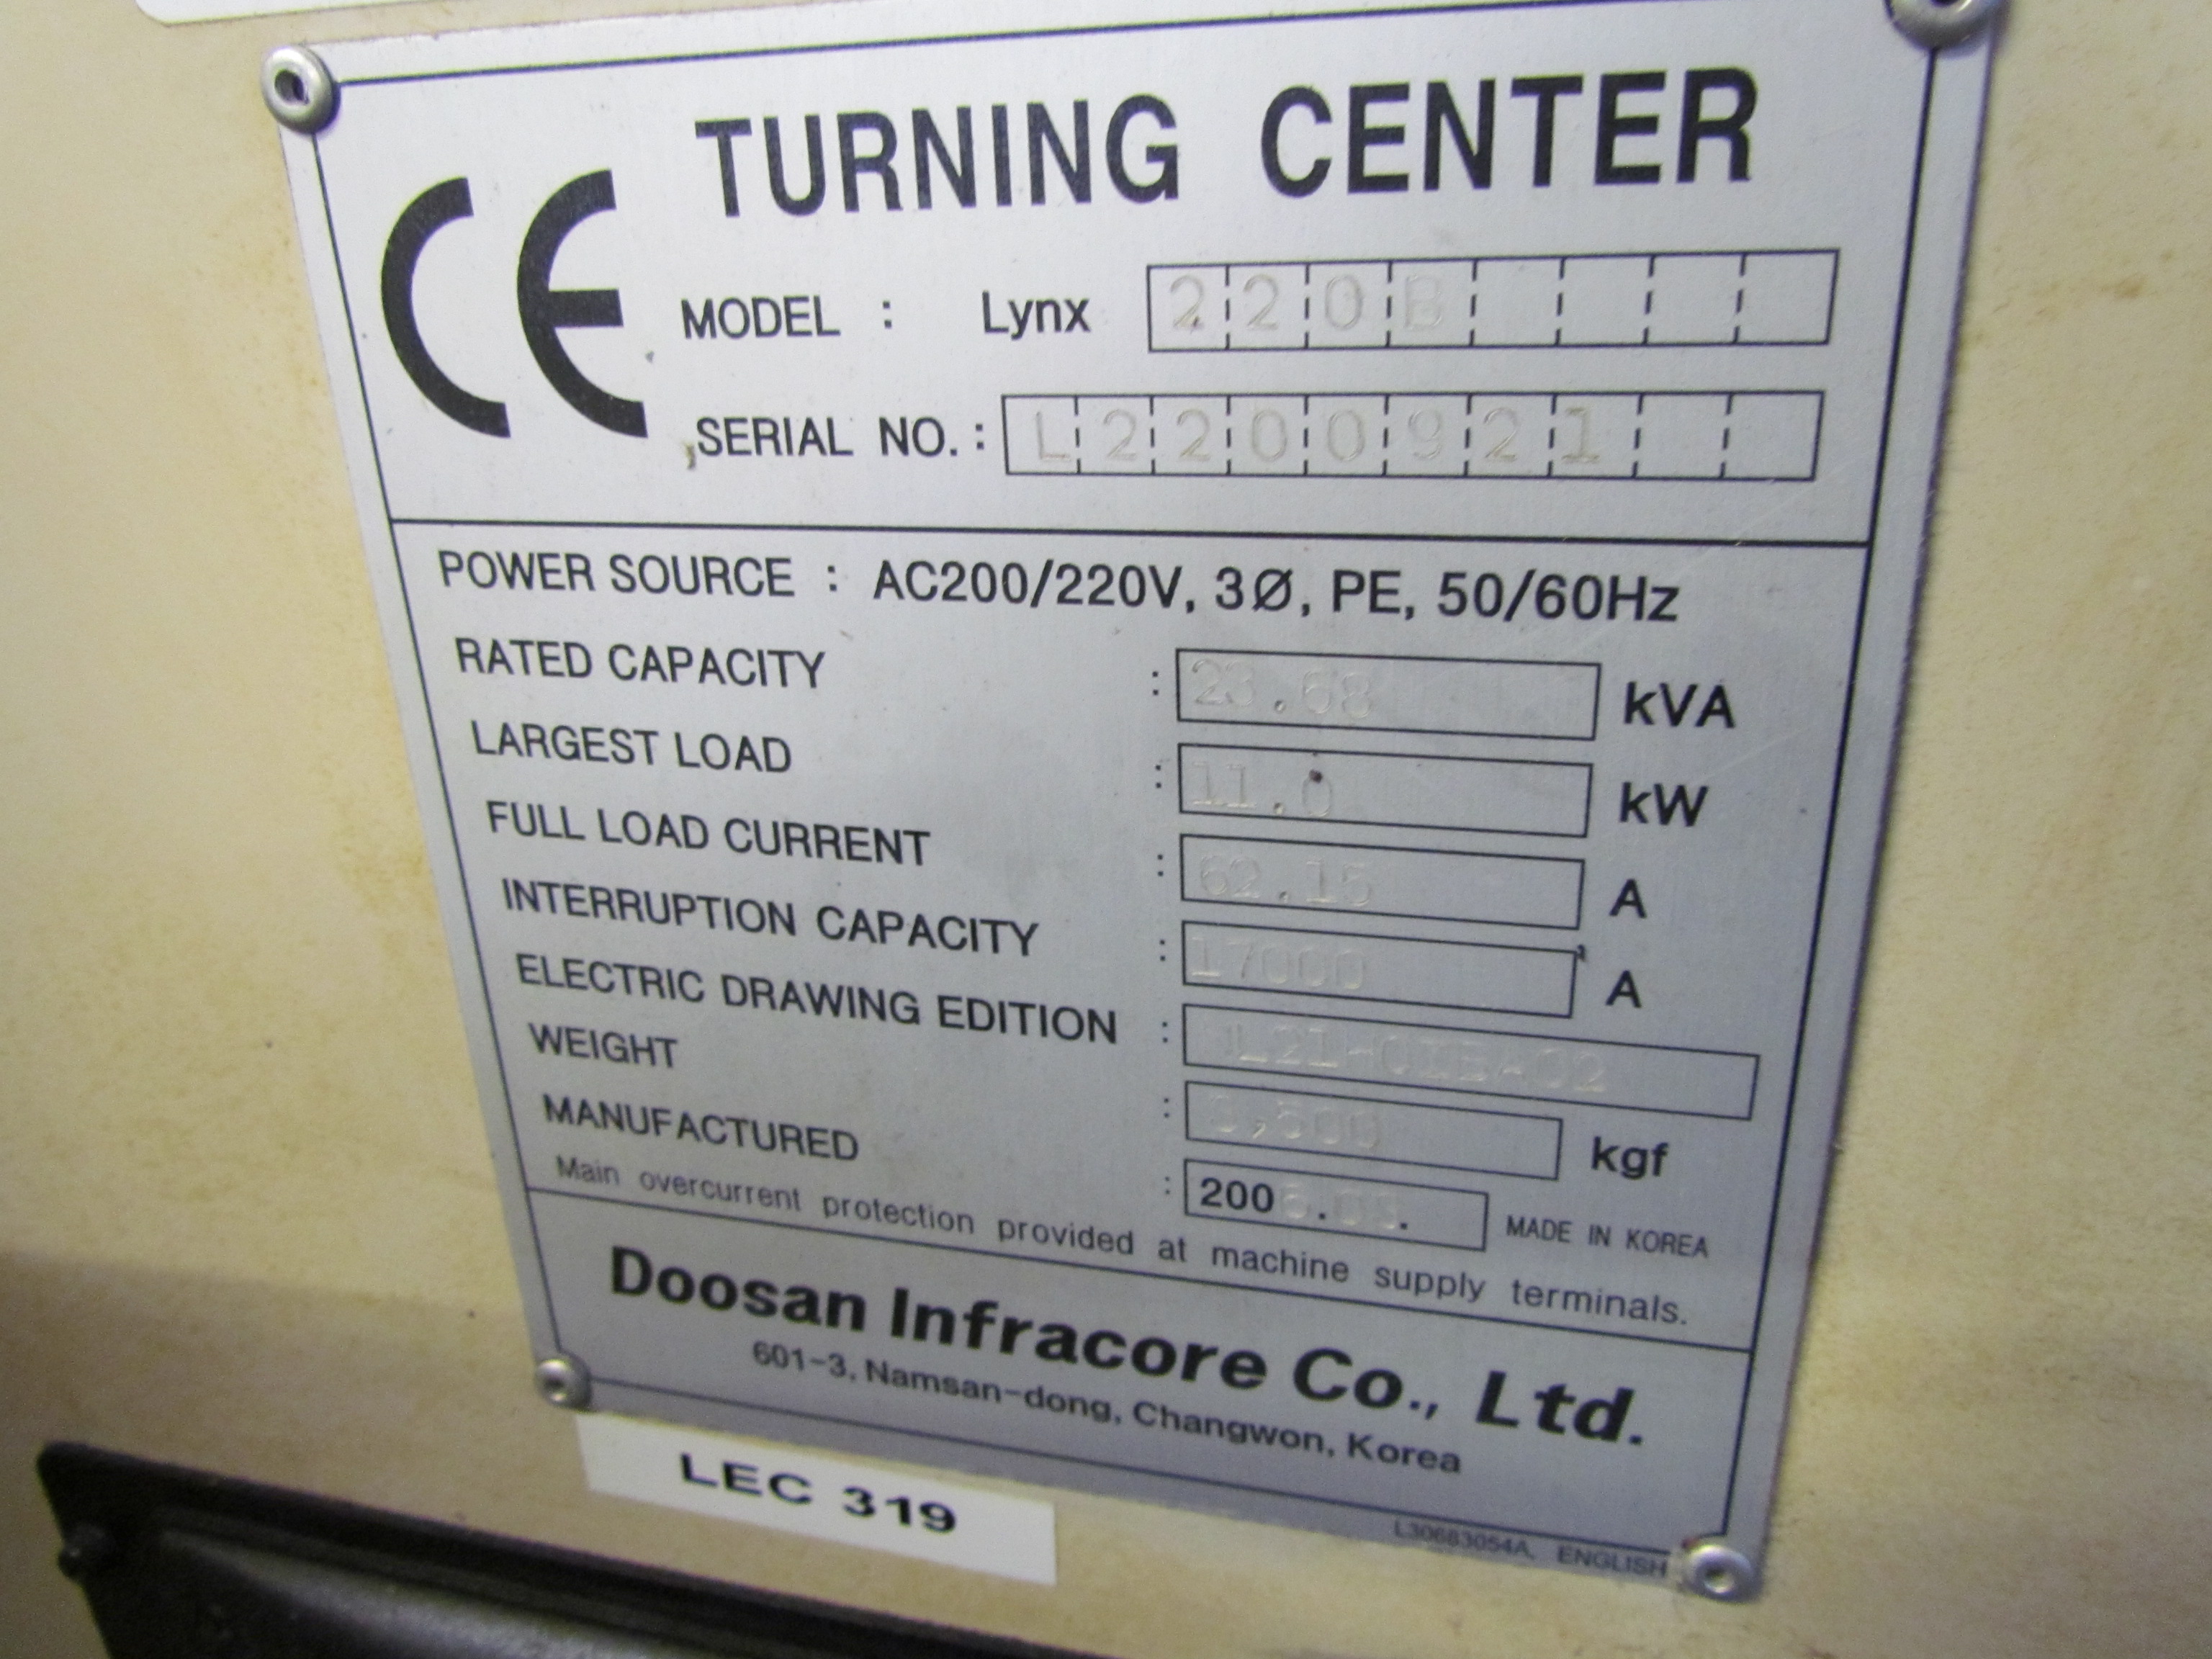 CE TURNING CENTER
MODEL : Lynx 220B
SERIAL NO. : L2200921
POWER SOURCE : AC200/220V, 3Ø, PE, 50/60Hz
RATED CAPACITY : 23.68 kVA
LARGEST LOAD : 11.0 kW
FULL LOAD CURRENT : 62.15 A
INTERRUPTION CAPACITY : 17000 A
ELECTRIC DRAWING EDITION :
WEIGHT : kgf
MANUFACTURED : 200 MADE IN KOREA
Main overcurrent protection provided at machine supply terminals.
Doosan Infracore Co., Ltd.
601-3, Namsan-dong, Changwon, Korea
LEC 319
L30683054A, ENGLISH